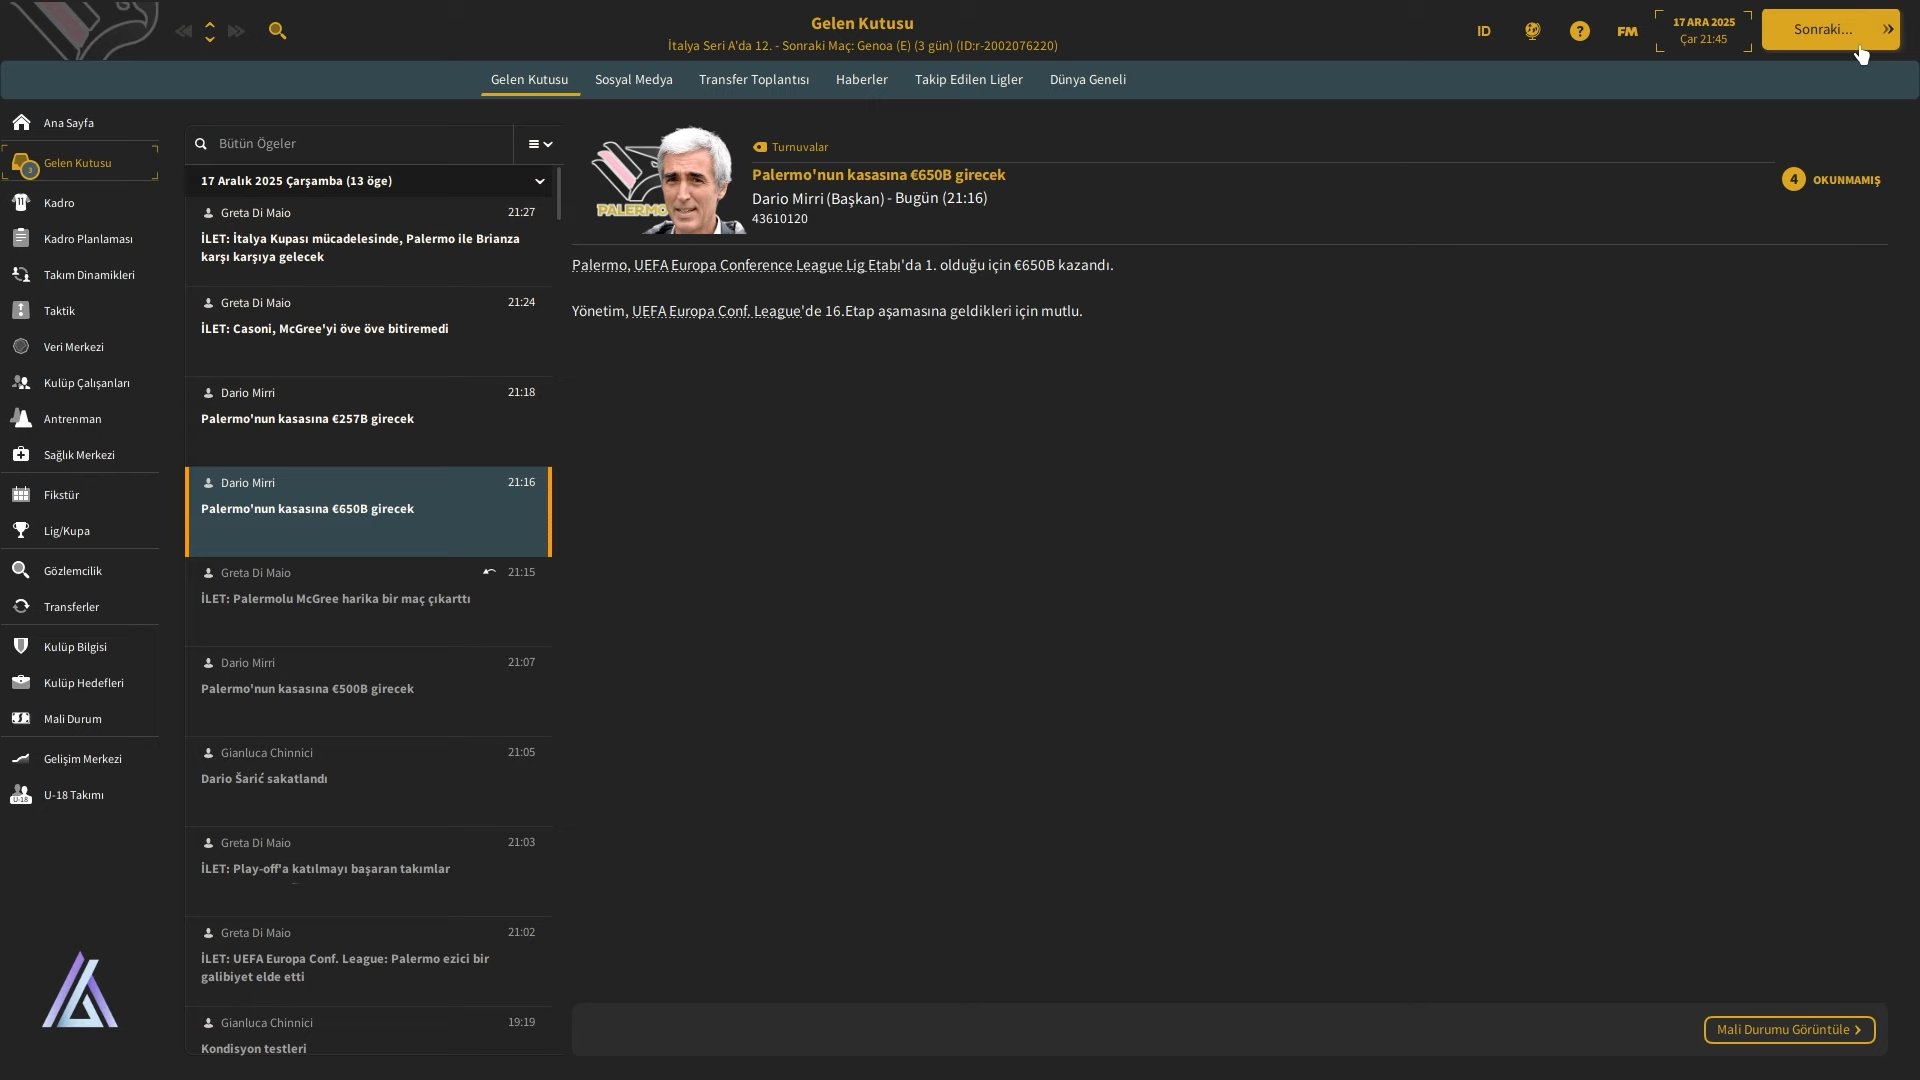 Gelen Kutusu
İtalya Seri A'da 12. - Sonraki Maç: Genoa (E) (3 gün) (ID:r-2002076220)
ID
FM
17 ARA 2025
Çar 21:45
Sonraki...
Gelen Kutusu
Sosyal Medya
Transfer Toplantısı
Haberler
Takip Edilen Ligler
Dünya Geneli
Ana Sayfa
Gelen Kutusu
3
Kadro
Kadro Planlaması
Takım Dinamikleri
Taktik
Veri Merkezi
Kulüp Çalışanları
Antrenman
Sağlık Merkezi
Fikstür
Lig/Kupa
Gözlemcilik
Transferler
Kulüp Bilgisi
Kulüp Hedefleri
Mali Durum
Gelişim Merkezi
U-18 Takımı
U-18
Bütün Ögeler
17 Aralık 2025 Çarşamba (13 öge)
Greta Di Maio 21:27
İLET: İtalya Kupası mücadelesinde, Palermo ile Brianza
karşı karşıya gelecek
Greta Di Maio 21:24
İLET: Casoni, McGree'yi öve öve bitiremedi
Dario Mirri 21:18
Palermo'nun kasasına €257B girecek
Dario Mirri 21:16
Palermo'nun kasasına €650B girecek
Greta Di Maio 21:15
İLET: Palermolu McGree harika bir maç çıkarttı
Dario Mirri 21:07
Palermo'nun kasasına €500B girecek
Gianluca Chinnici 21:05
Dario Šarić sakatlandı
Greta Di Maio 21:03
İLET: Play-off'a katılmayı başaran takımlar
Greta Di Maio 21:02
İLET: UEFA Europa Conf. League: Palermo ezici bir
galibiyet elde etti
Gianluca Chinnici 19:19
Kondisyon testleri
PALERMO
Turnuvalar
Palermo'nun kasasına €650B girecek
Dario Mirri (Başkan) - Bugün (21:16)
43610120
4 OKUNMAMIŞ
Palermo, UEFA Europa Conference League Lig Etabı'da 1. olduğu için €650B kazandı.
Yönetim, UEFA Europa Conf. League'de 16.Etap aşamasına geldikleri için mutlu.
Mali Durumu Görüntüle